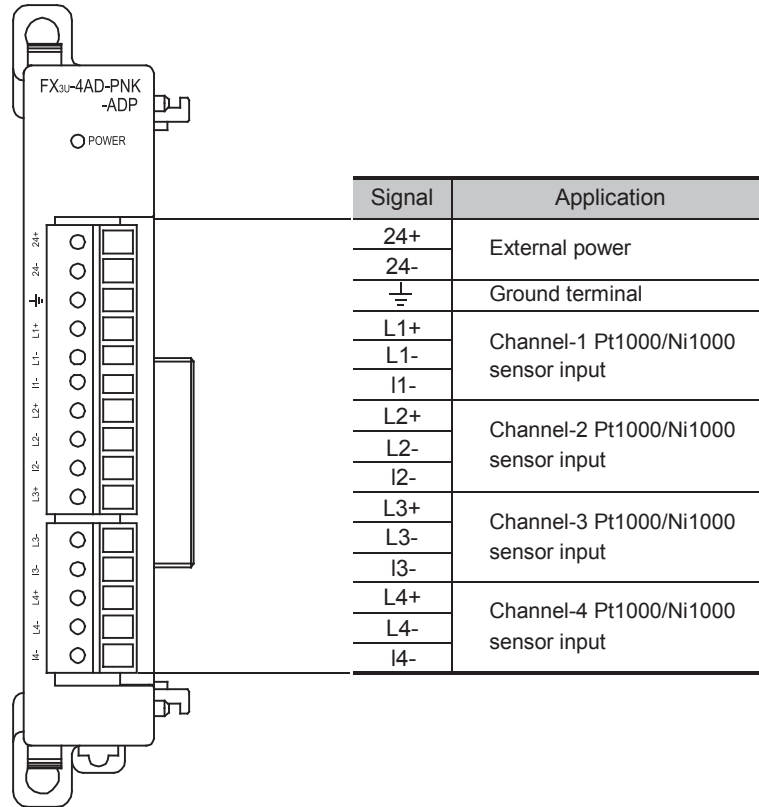 FX3U-4AD-PNK
-ADP
POWER
24+
24-
⏚
L1+
L1-
I1-
L2+
L2-
I2-
L3+
L3-
I3-
L4+
L4-
I4-
Signal Application
24+
24-
External power
⏚ Ground terminal
L1+
L1-
I1-
Channel-1 Pt1000/Ni1000
sensor input
L2+
L2-
I2-
Channel-2 Pt1000/Ni1000
sensor input
L3+
L3-
I3-
Channel-3 Pt1000/Ni1000
sensor input
L4+
L4-
I4-
Channel-4 Pt1000/Ni1000
sensor input